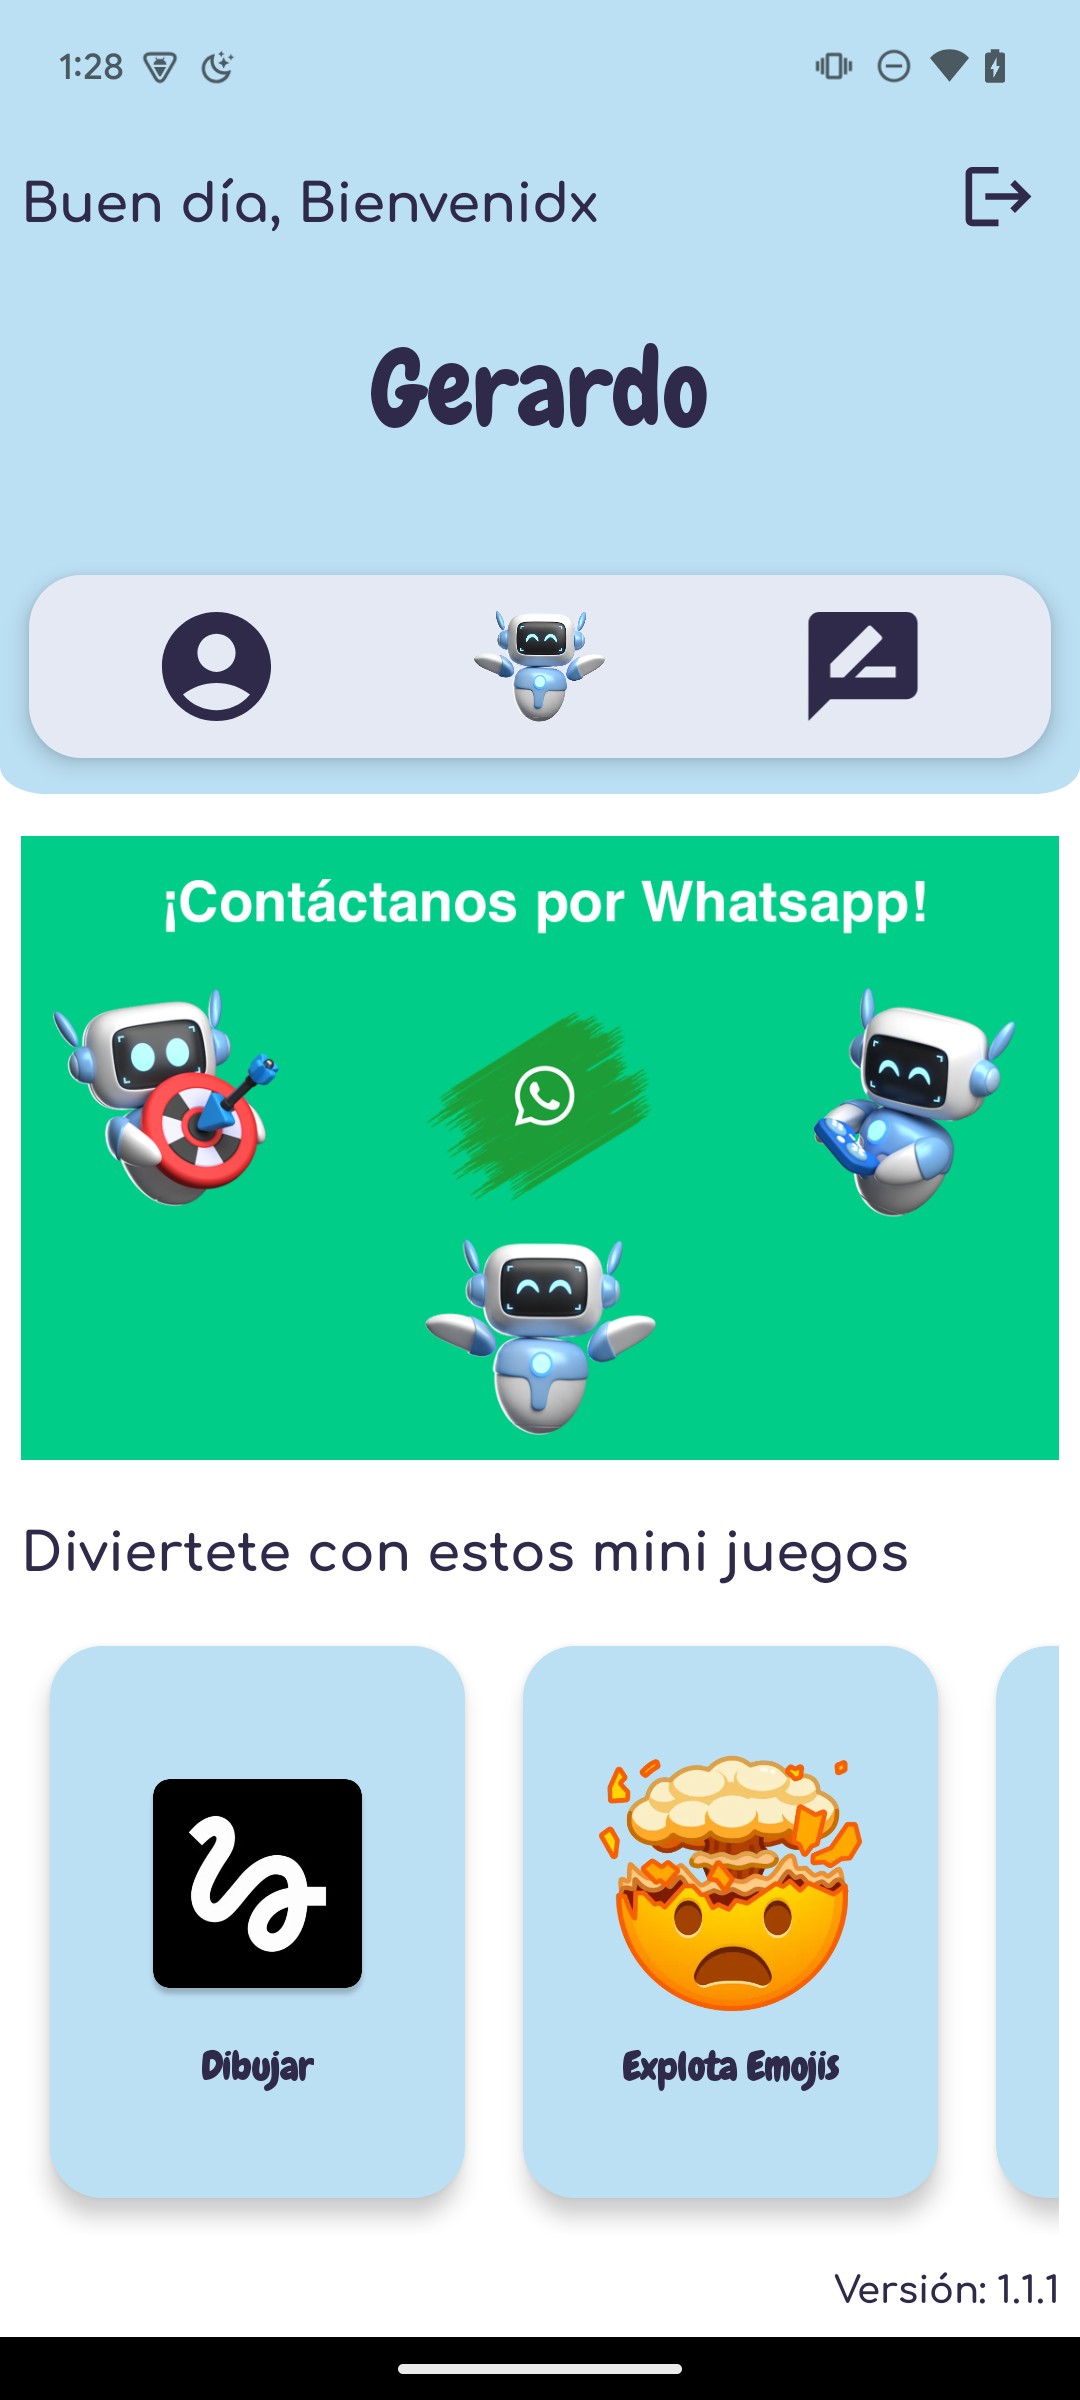 1:28
Buen día, Bienvenidx
Gerardo
¡Contáctanos por Whatsapp!
Diviertete con estos mini juegos
Dibujar
Explota Emojis
Versión: 1.1.1